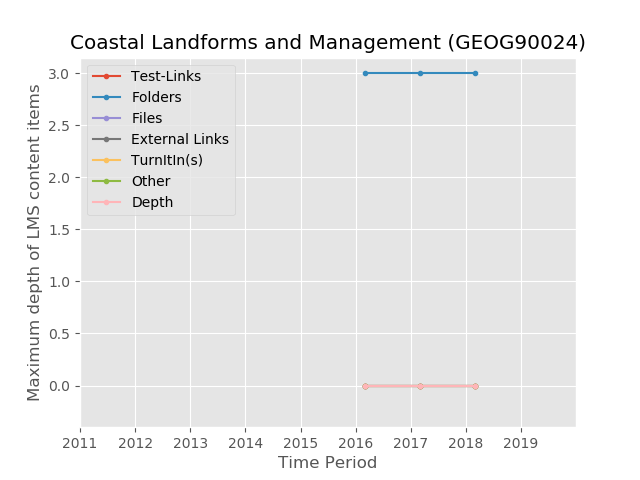 Coastal Landforms and Management (GEOG90024)
Maximum depth of LMS content items
3.0
2.5
2.0
1.5
1.0
0.5
0.0
Test-Links
Folders
Files
External Links
TurnItIn(s)
Other
Depth
2011 2012 2013 2014 2015 2016 2017 2018 2019
Time Period